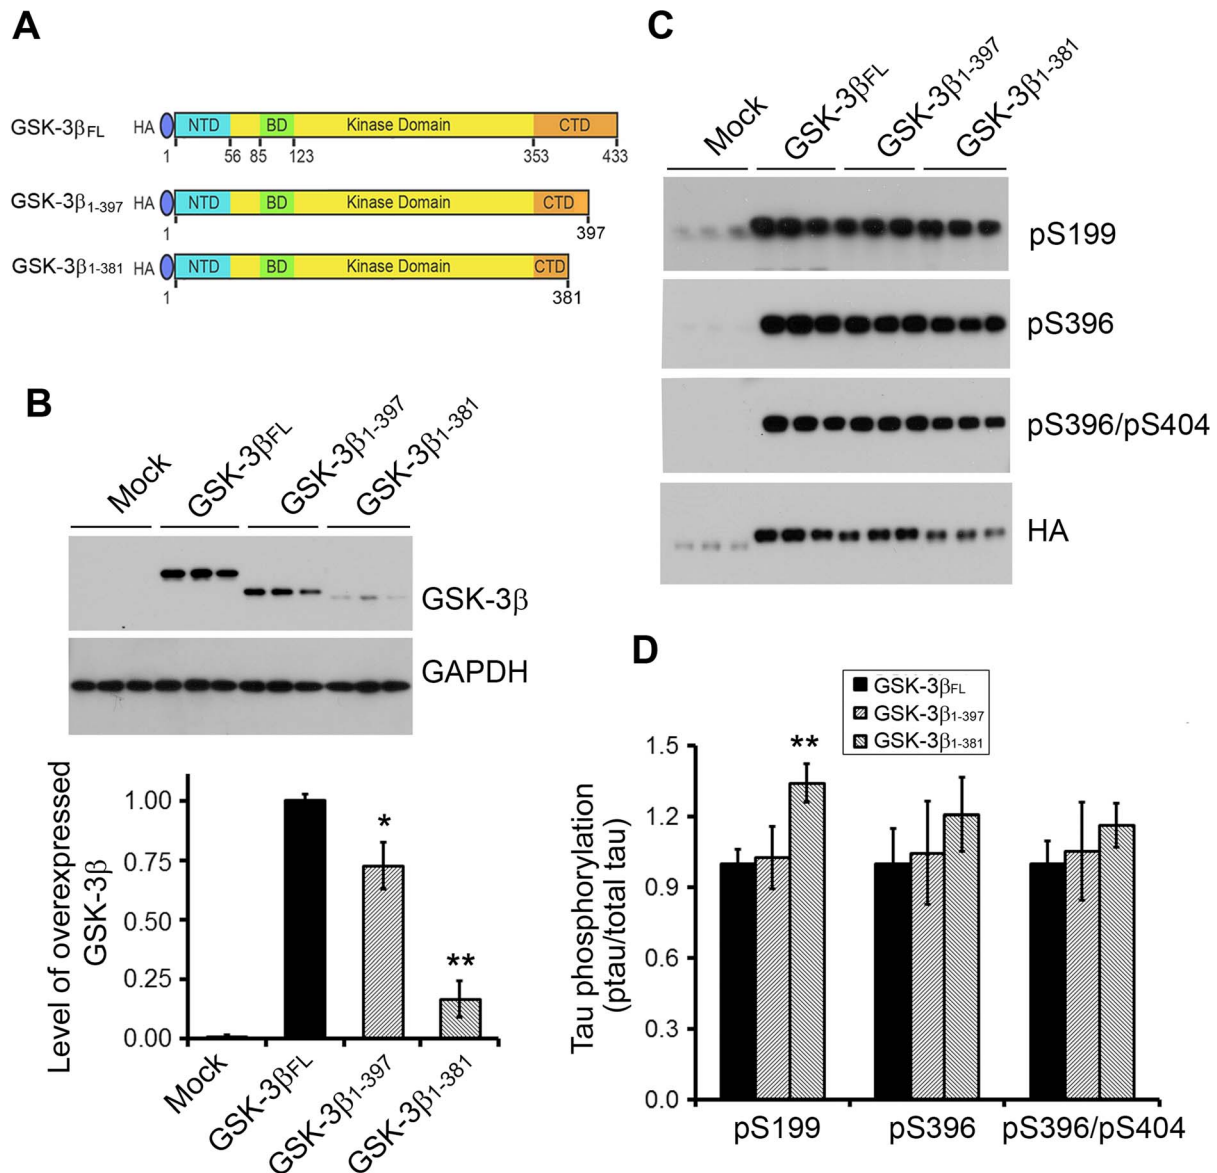 A
GSK-3βFL HA NTD BD Kinase Domain CTD
1 56 85 123 353 433
GSK-3β1-397 HA NTD BD Kinase Domain CTD
1 397
GSK-3β1-381 HA NTD BD Kinase Domain CTD
1 381
B
Mock GSK-3βFL GSK-3β1-397 GSK-3β1-381
GSK-3β
GAPDH
Level of overexpressed
GSK-3β
1.00
0.75
0.50
0.25
0.00
*
**
Mock GSK-3βFL GSK-3β1-397 GSK-3β1-381
C
Mock GSK-3βFL GSK-3β1-397 GSK-3β1-381
pS199
pS396
pS396/pS404
HA
D
GSK-3βFL
GSK-3β1-397
GSK-3β1-381
Tau phosphorylation
(ptau/total tau)
1.5
1.2
0.9
0.6
0.3
0.0
**
pS199 pS396 pS396/pS404